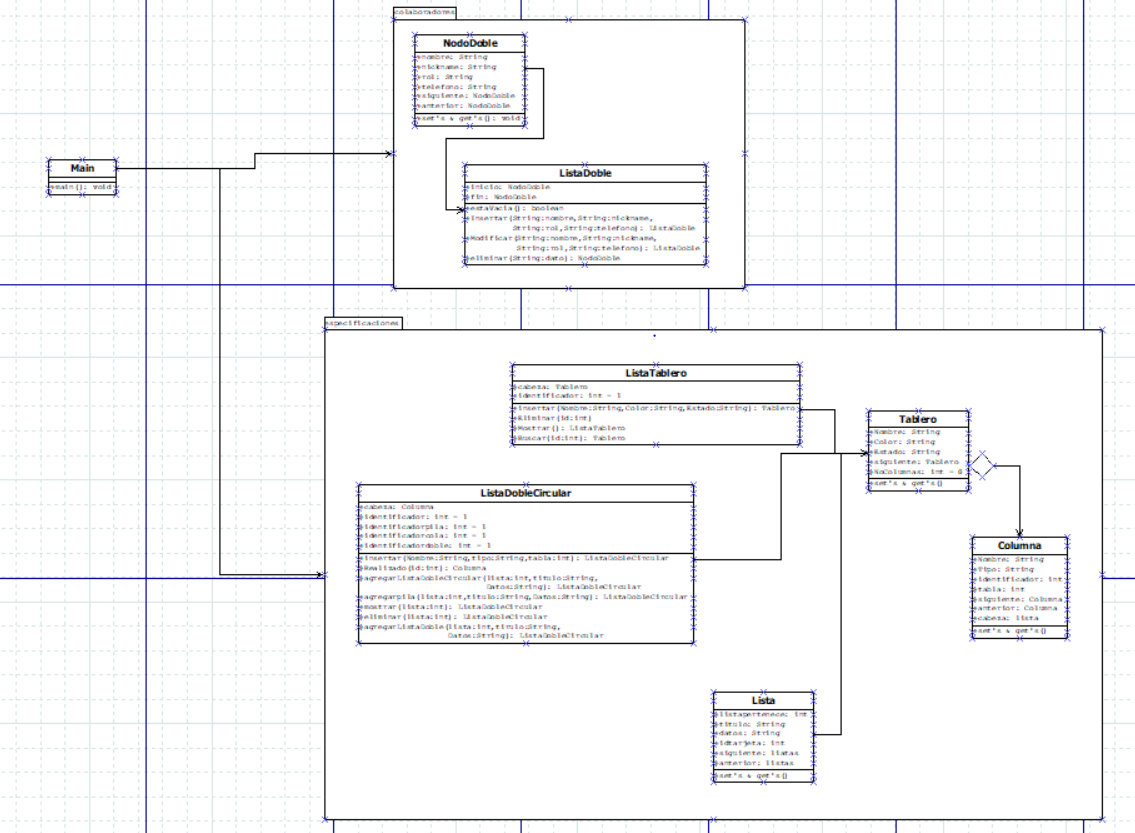 colaboradores
NodoDoble
+nombre: String
+nickname: String
+rol: String
+telefono: String
+siguiente: NodoDoble
+anterior: NodoDoble
+set's & get's(): void
Main
+main(): void
ListaDoble
+inicio: NodoDoble
+fin: NodoDoble
+estaVacia(): boolean
+Insertar(String:nombre,String:nickname,
String:rol,String:telefono): ListaDoble
+Modificar(String:nombre,String:nickname,
String:rol,String:telefono): ListaDoble
+eliminar(String:dato): NodoDoble
especificaciones
ListaTablero
+cabeza: Tablero
+identificador: int = 1
+insertar(Nombre:String,Color:String,Estado:String): Tablero
+Eliminar(id:int)
+Mostrar(): ListaTablero
+Buscar(id:int): Tablero
Tablero
+Nombre: String
+Color: String
+Estado: String
+siguiente: Tablero
+NoColumnas: int = 0
+set's & get's()
ListaDobleCircular
+cabeza: Columna
+identificador: int = 1
+identificadorpila: int = 1
+identificadorcola: int = 1
+identificadordoble: int = 1
+insertar(Nombre:String,tipo:String,tabla:int): ListaDobleCircular
+Realizado(id:int): Columna
+agregarListaDobleCircular(lista:int,titulo:String,
Datos:String): ListaDobleCircular
+agregarpila(lista:int,titulo:String,Datos:String): ListaDobleCircular
+mostrar(lista:int): ListaDobleCircular
+eliminar(lista:int): ListaDobleCircular
+agregarListaDoble(lista:int,titulo:String,
Datos:String): ListaDobleCircular
Columna
+Nombre: String
+Tipo: String
+identificador: int
+tabla: int
+siguiente: Columna
+anterior: Columna
+cabeza: lista
+set's & get's()
Lista
+listapertenece: int
+titulo: String
+datos: String
+idtarjeta: int
+siguiente: listas
+anterior: listas
+set's & get's()